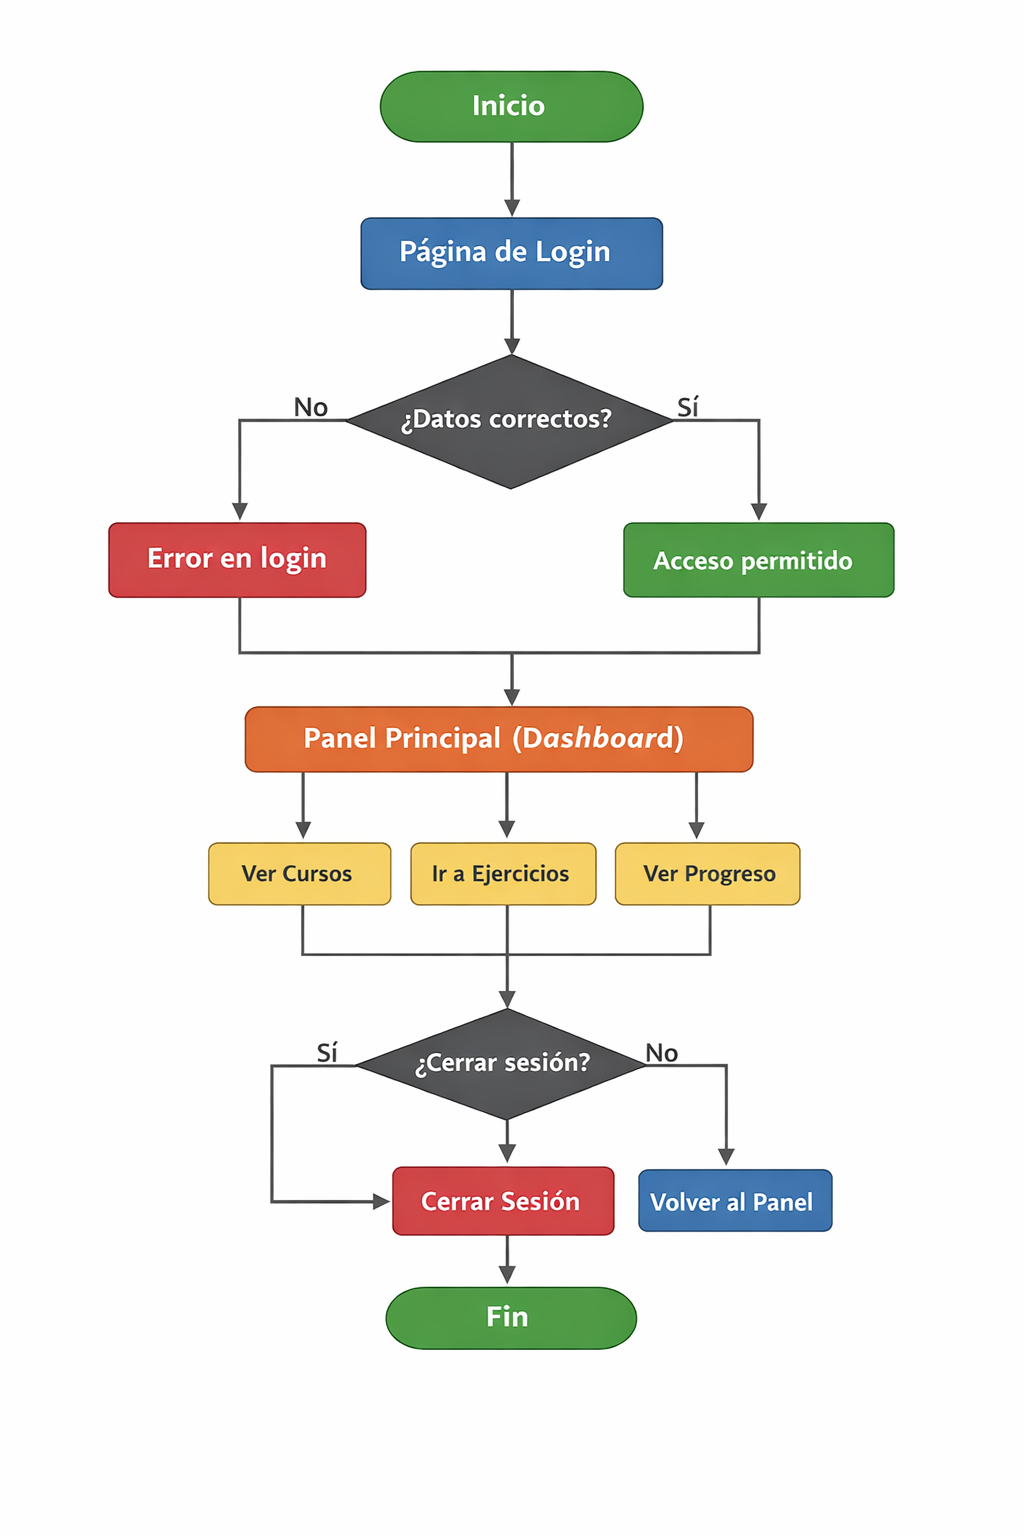 Inicio
Página de Login
¿Datos correctos?
No
Sí
Error en login
Acceso permitido
Panel Principal (Dashboard)
Ver Cursos
Ir a Ejercicios
Ver Progreso
¿Cerrar sesión?
Sí
No
Cerrar Sesión
Volver al Panel
Fin